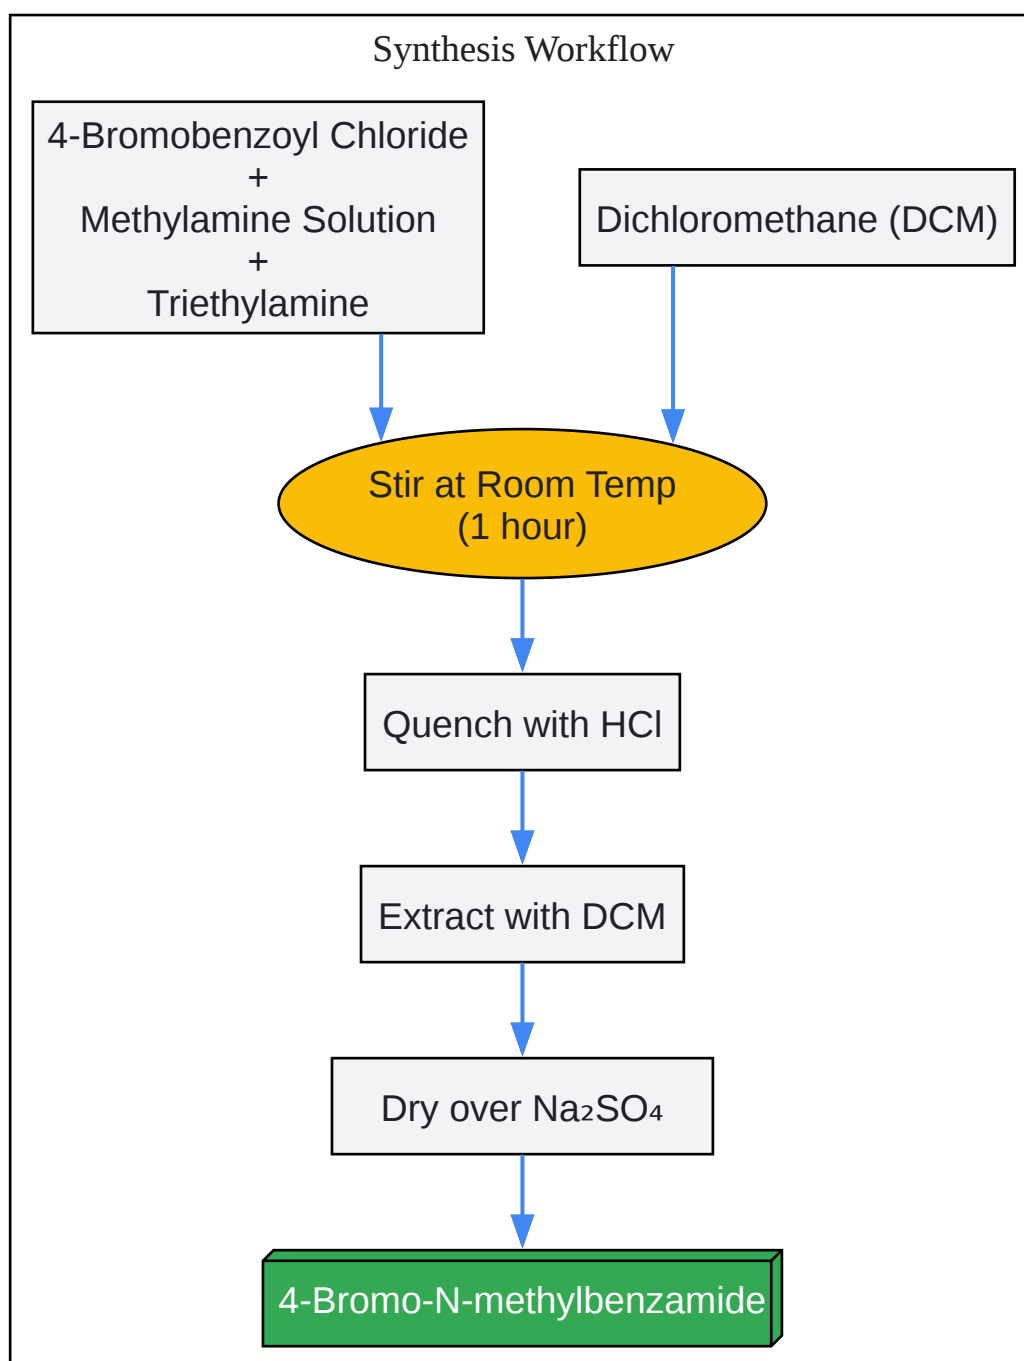 Synthesis Workflow
4-Bromobenzoyl Chloride
+
Methylamine Solution
+
Triethylamine
Dichloromethane (DCM)
Stir at Room Temp
(1 hour)
Quench with HCl
Extract with DCM
Dry over Na₂SO₄
4-Bromo-N-methylbenzamide